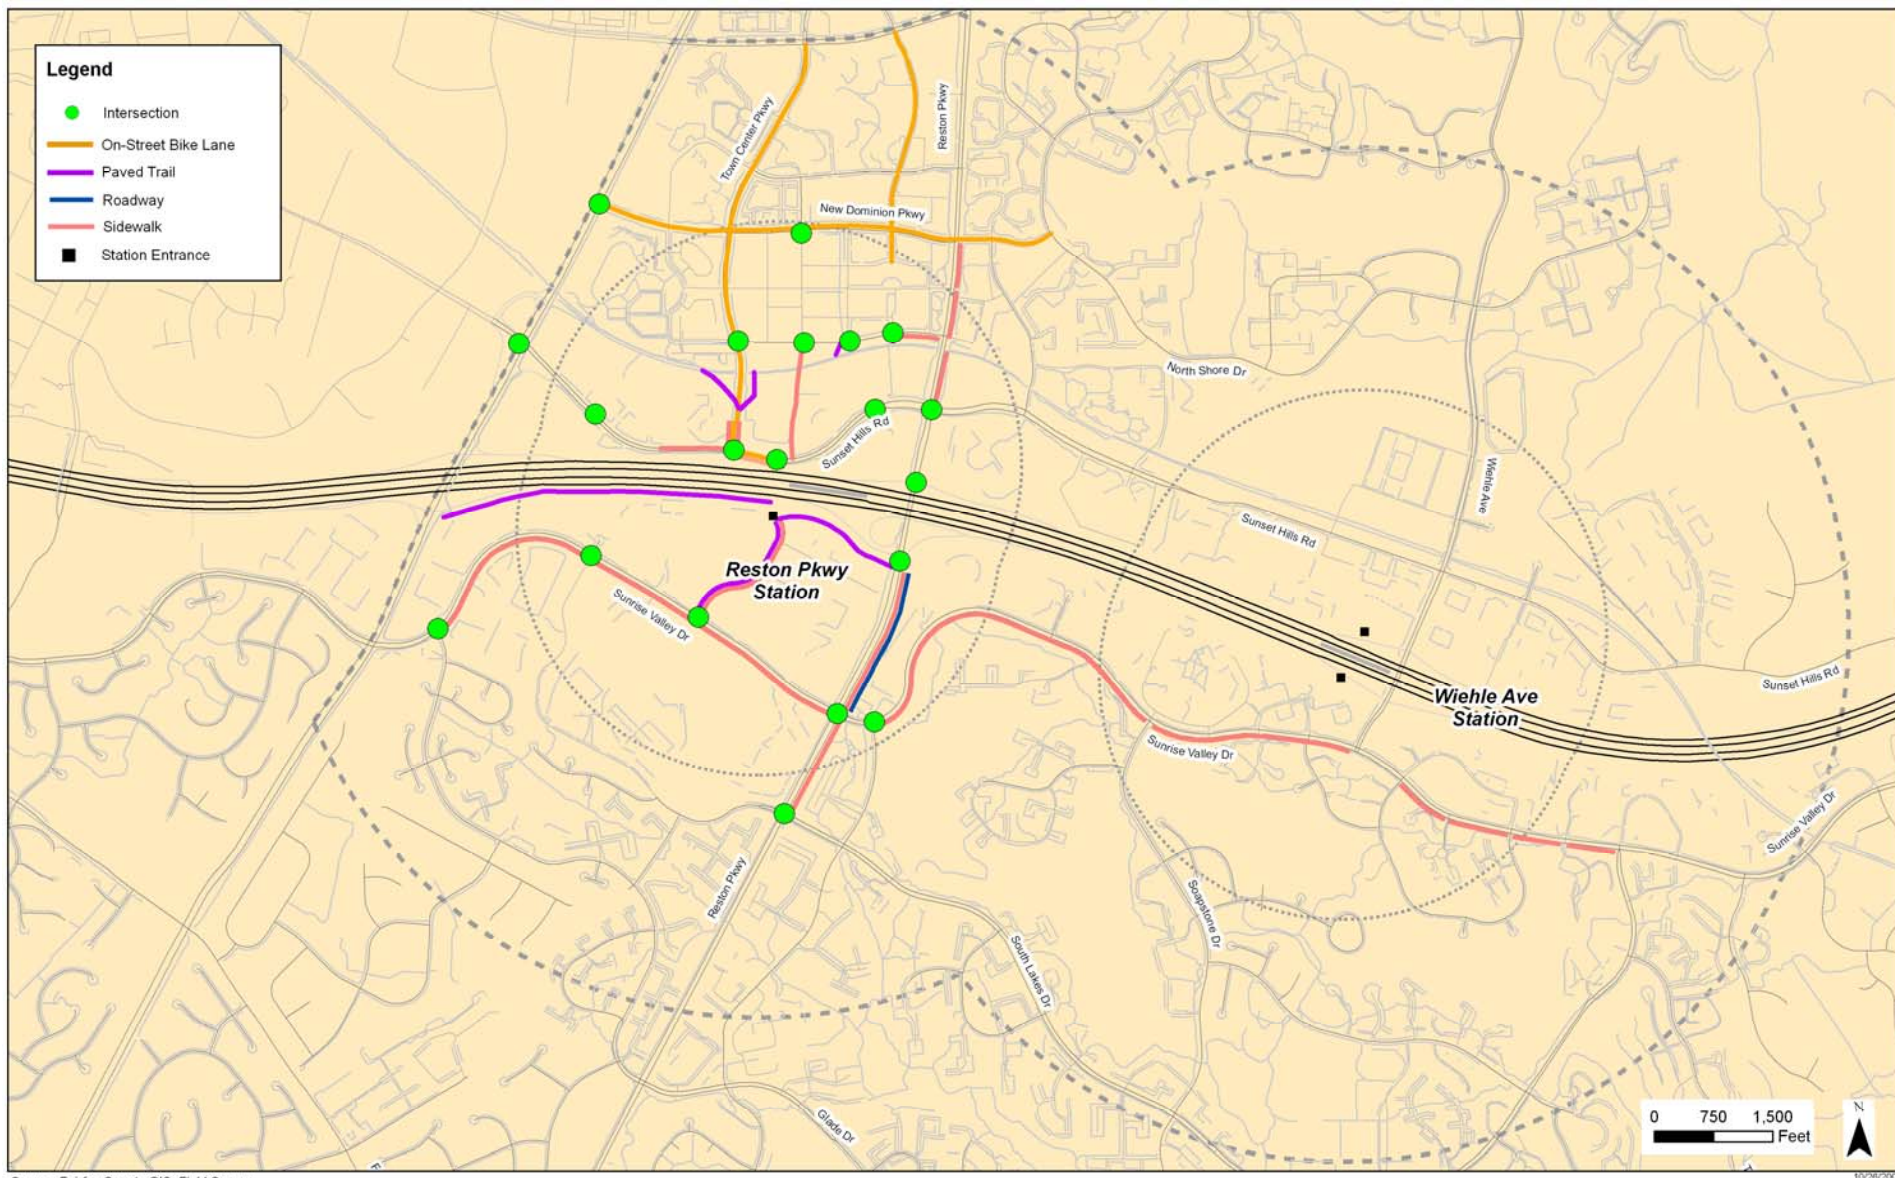 Legend
Intersection
On-Street Bike Lane
Paved Trail
Roadway
Sidewalk
Station Entrance
Town Center Pkwy
Reston Pkwy
New Dominion Pkwy
North Shore Dr
Sunset Hills Rd
Wiehle Ave
Sunset Hills Rd
Reston Pkwy
Station
Sunrise Valley Dr
Sunset Hills Rd
Wiehle Ave
Station
Sunrise Valley Dr
Sunrise Valley Dr
Reston Pkwy
Soapstone Dr
South Lakes Dr
Glade Dr
N
0 750 1,500
Feet